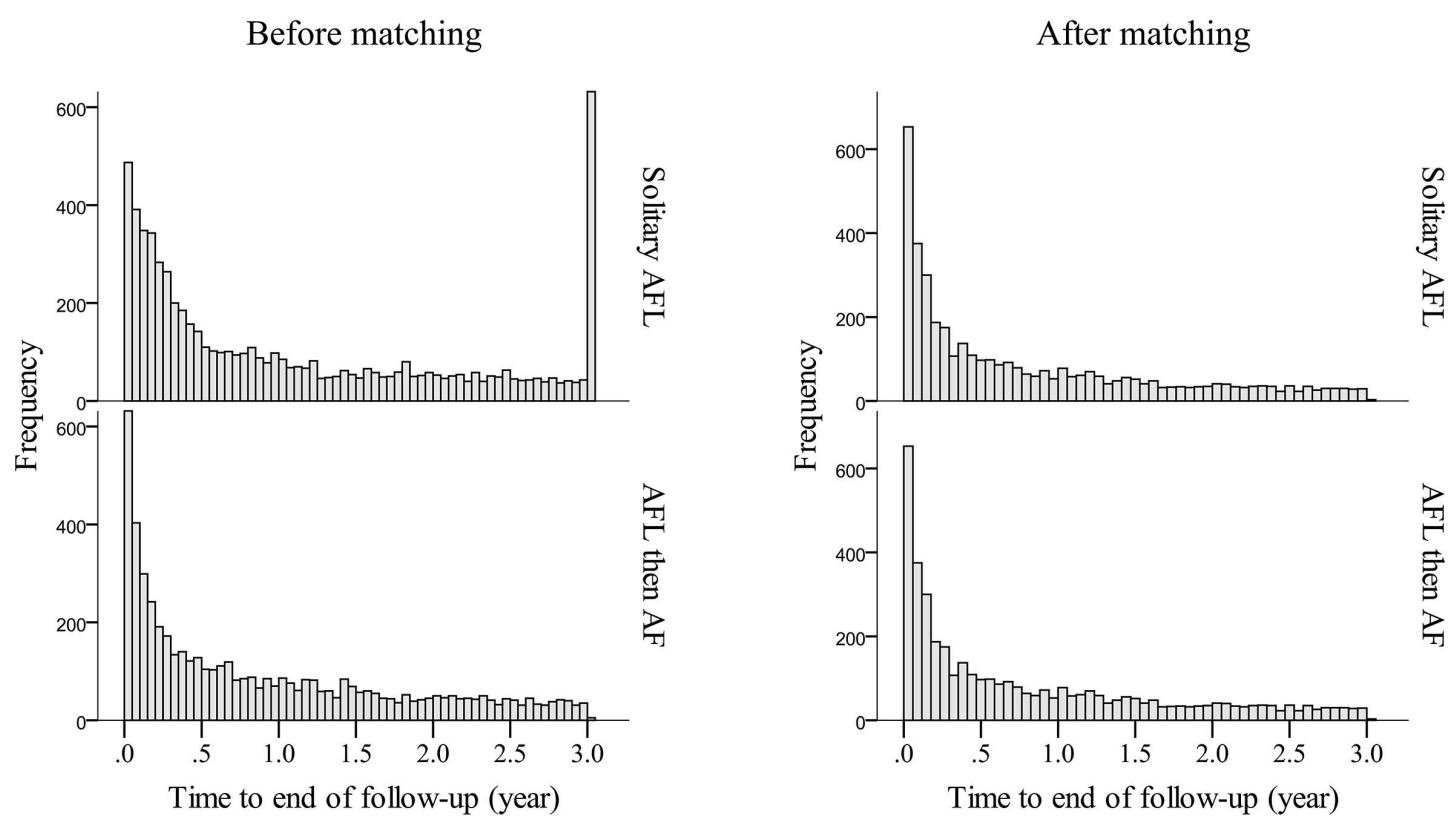 Before matching
After matching
600
400
200
0
Solitary AFL
600
400
200
0
Solitary AFL
Frequency
Frequency
600
400
200
0
AFL then AF
600
400
200
0
AFL then AF
.0 .5 1.0 1.5 2.0 2.5 3.0
.0 .5 1.0 1.5 2.0 2.5 3.0
Time to end of follow-up (year)
Time to end of follow-up (year)